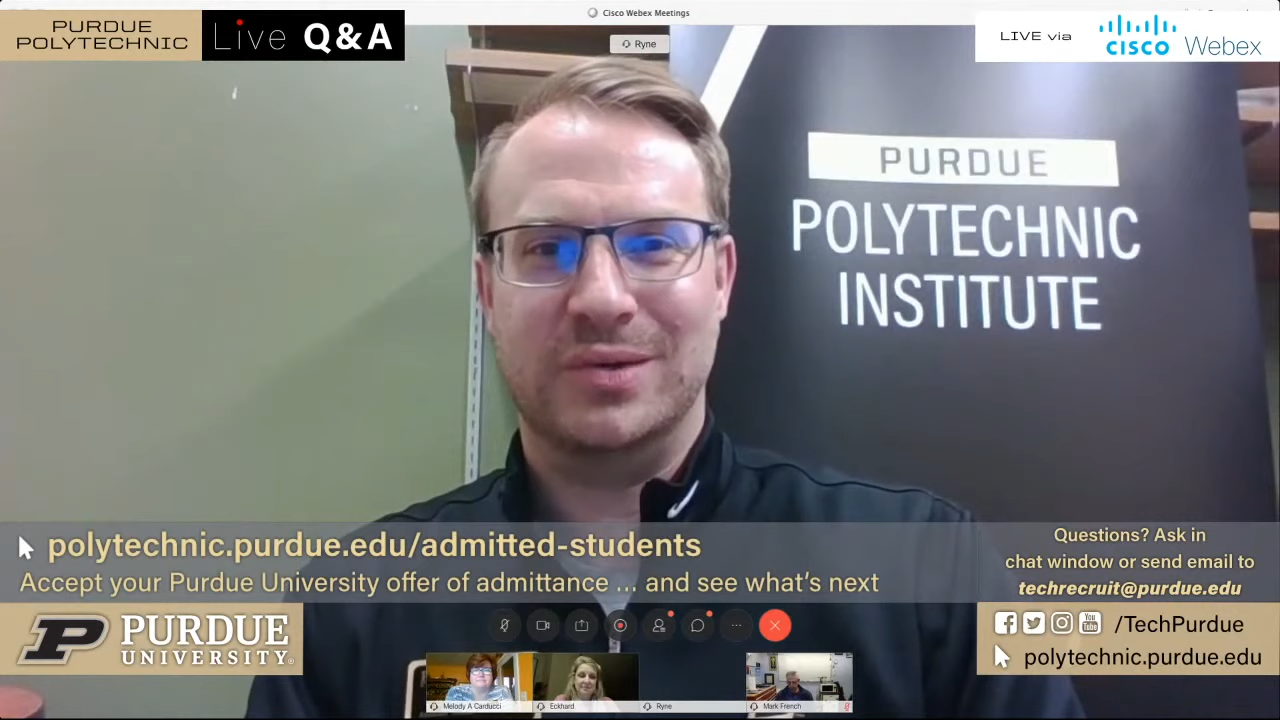 Cisco Webex Meetings
PURDUE
POLYTECHNIC
Live Q&A
Ryne
LIVE via
CISCO Webex
PURDUE
POLYTECHNIC
INSTITUTE
polytechnic.purdue.edu/admitted-students
Accept your Purdue University offer of admittance ... and see what's next
Questions? Ask in
chat window or send email to
techrecruit@purdue.edu
P PURDUE
UNIVERSITY®
You
Tube
/TechPurdue
polytechnic.purdue.edu
Melody A Carducci
Eckhard
Ryne
Mark French